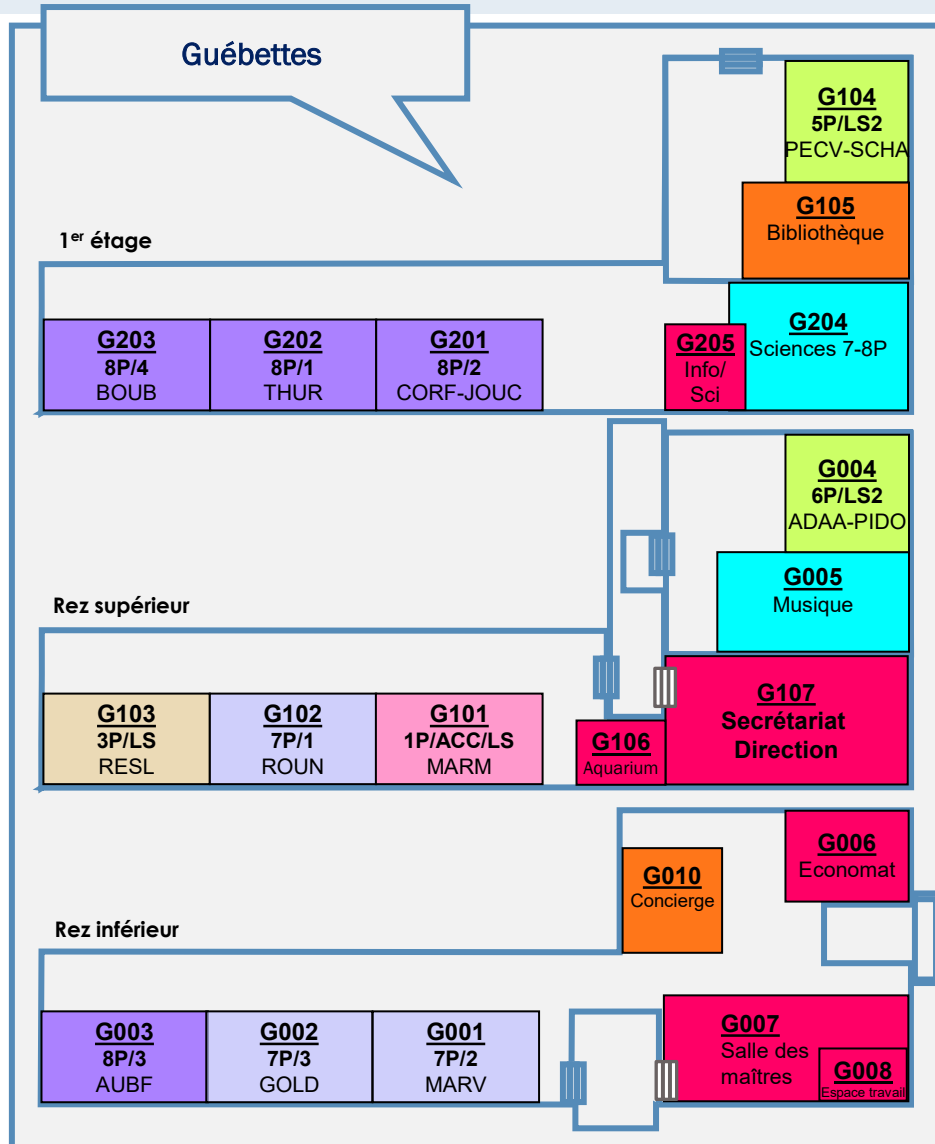 Guébettes
G104
5P/LS2
PECV-SCHA
G105
Bibliothèque
1er étage
G203
8P/4
BOUB
G202
8P/1
THUR
G201
8P/2
CORF-JOUC
G205
Info/
Sci
G204
Sciences 7-8P
G004
6P/LS2
ADAA-PIDO
G005
Musique
Rez supérieur
G103
3P/LS
RESL
G102
7P/1
ROUN
G101
1P/ACC/LS
MARM
G106
Aquarium
G107
Secrétariat
Direction
G006
Economat
G010
Concierge
Rez inférieur
G003
8P/3
AUBF
G002
7P/3
GOLD
G001
7P/2
MARV
G007
Salle des
maîtres
G008
Espace travail